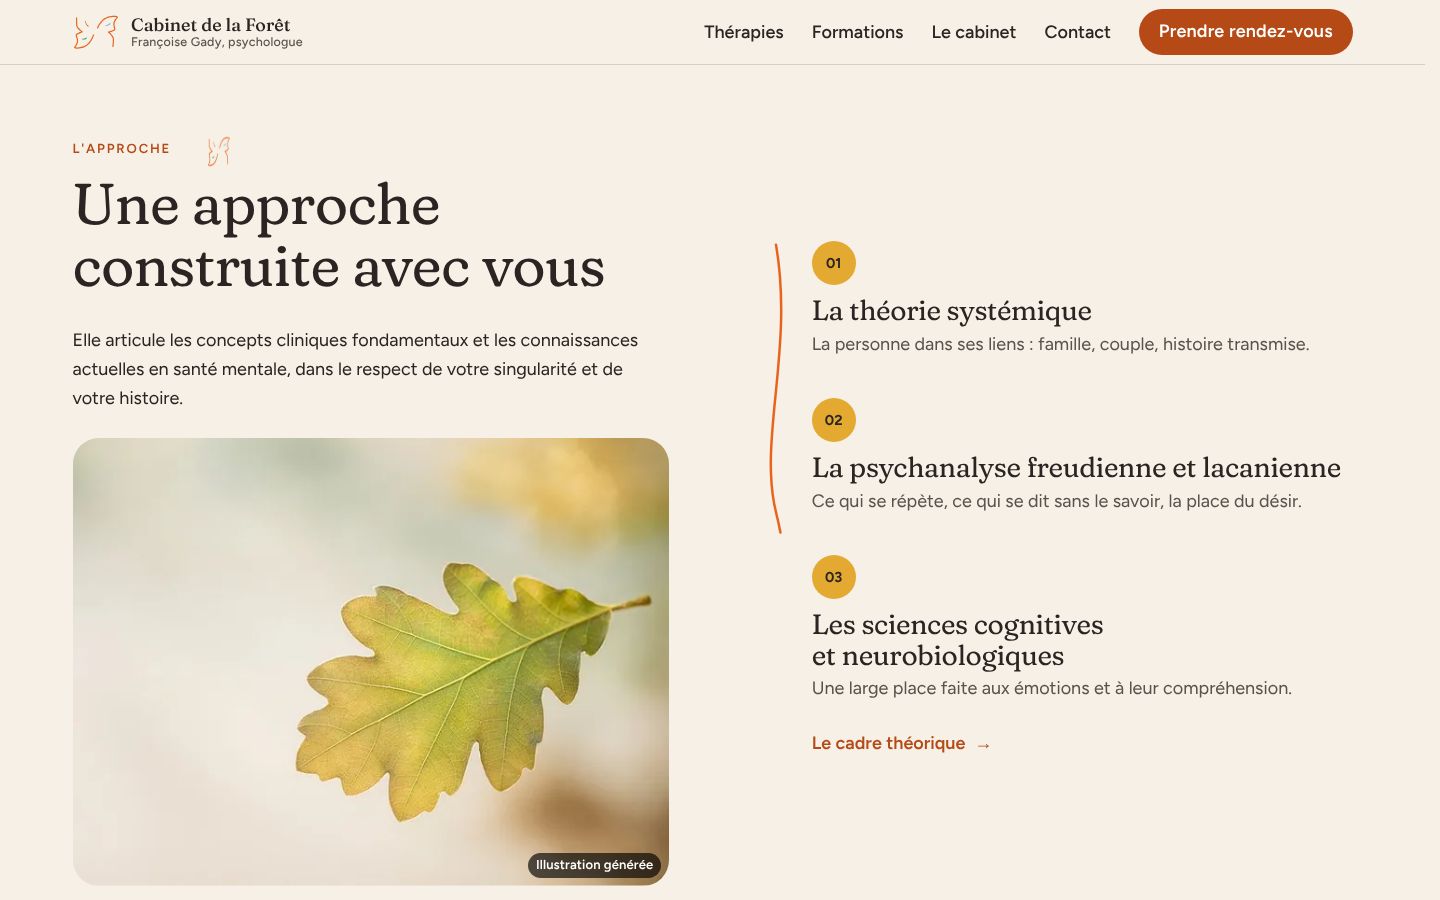 Cabinet de la Forêt
Françoise Gady, psychologue
Thérapies
Formations
Le cabinet
Contact
Prendre rendez-vous
L'APPROCHE
Une approche
construite avec vous
Elle articule les concepts cliniques fondamentaux et les connaissances
actuelles en santé mentale, dans le respect de votre singularité et de
votre histoire.
Illustration générée
01
La théorie systémique
La personne dans ses liens : famille, couple, histoire transmise.
02
La psychanalyse freudienne et lacanienne
Ce qui se répète, ce qui se dit sans le savoir, la place du désir.
03
Les sciences cognitives
et neurobiologiques
Une large place faite aux émotions et à leur compréhension.
Le cadre théorique →